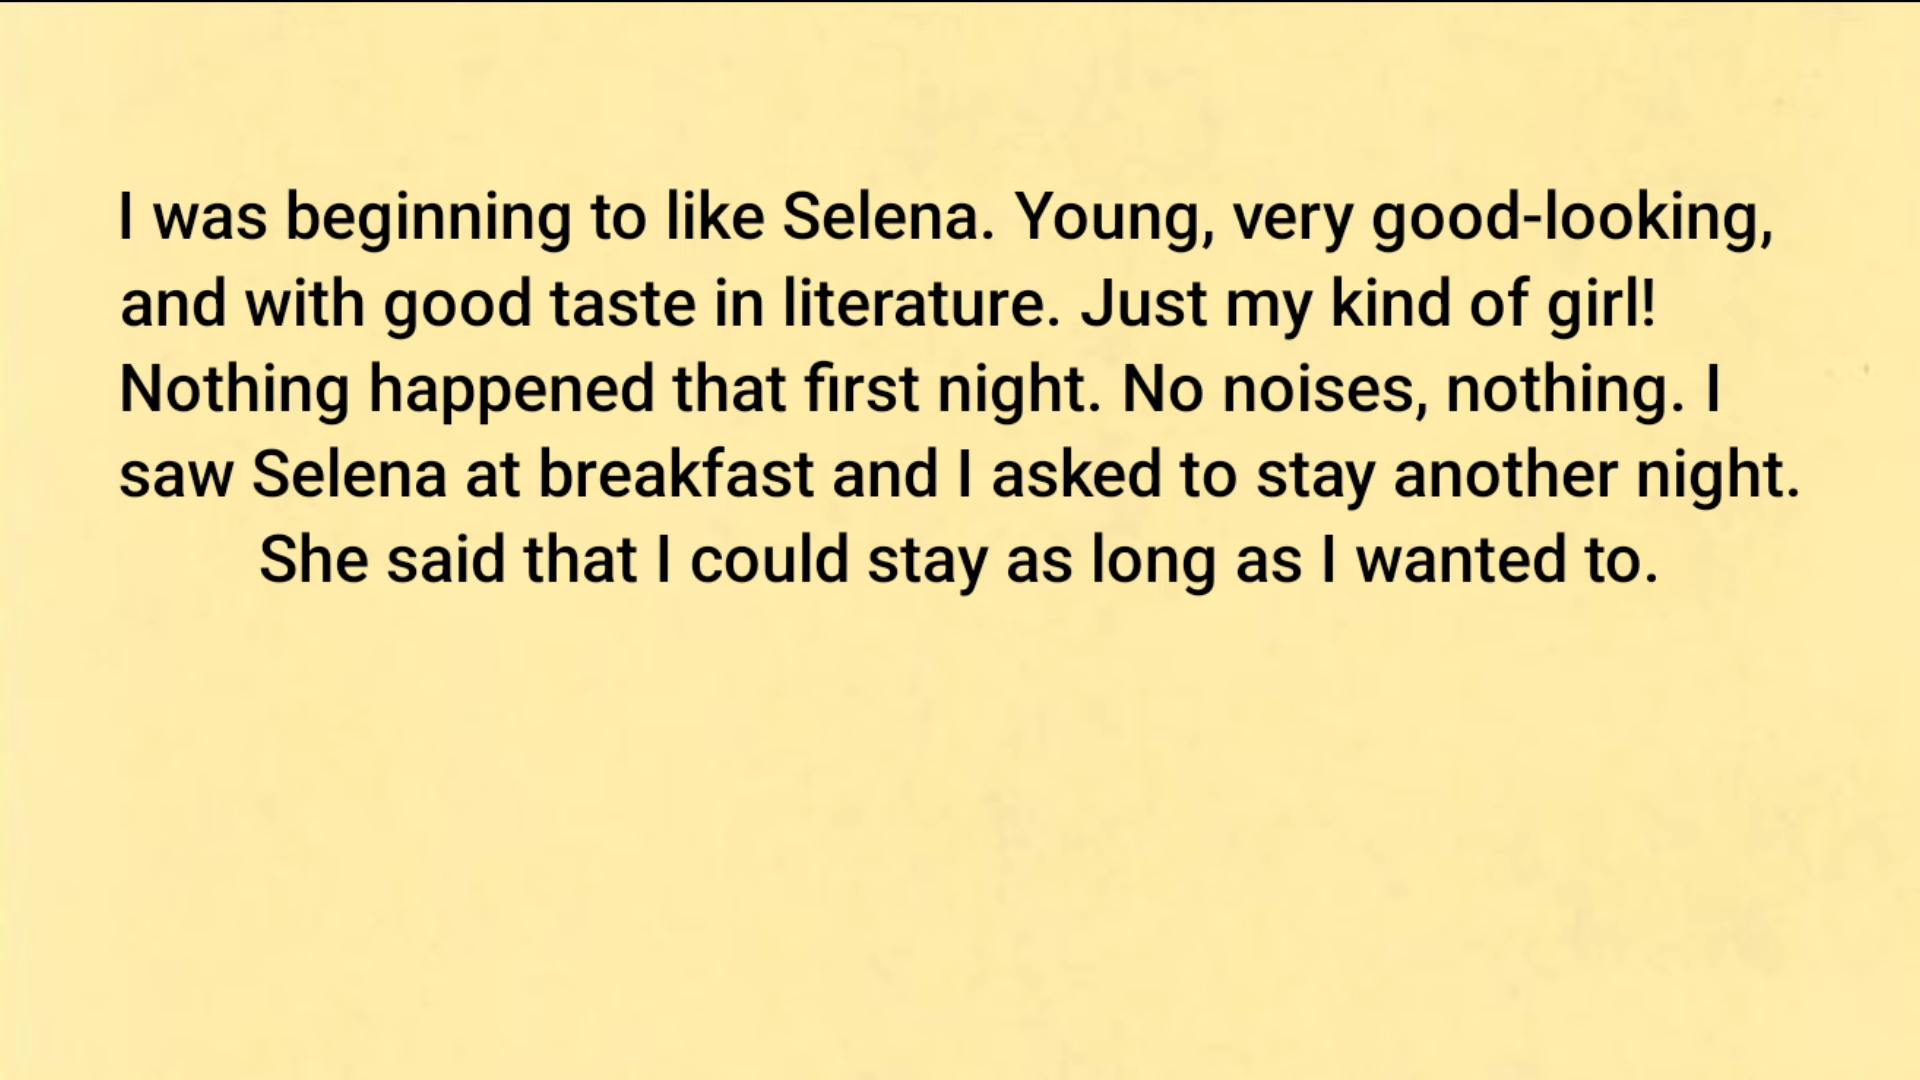 I was beginning to like Selena. Young, very good-looking,
and with good taste in literature. Just my kind of girl!
Nothing happened that first night. No noises, nothing. I
saw Selena at breakfast and I asked to stay another night.
She said that I could stay as long as I wanted to.